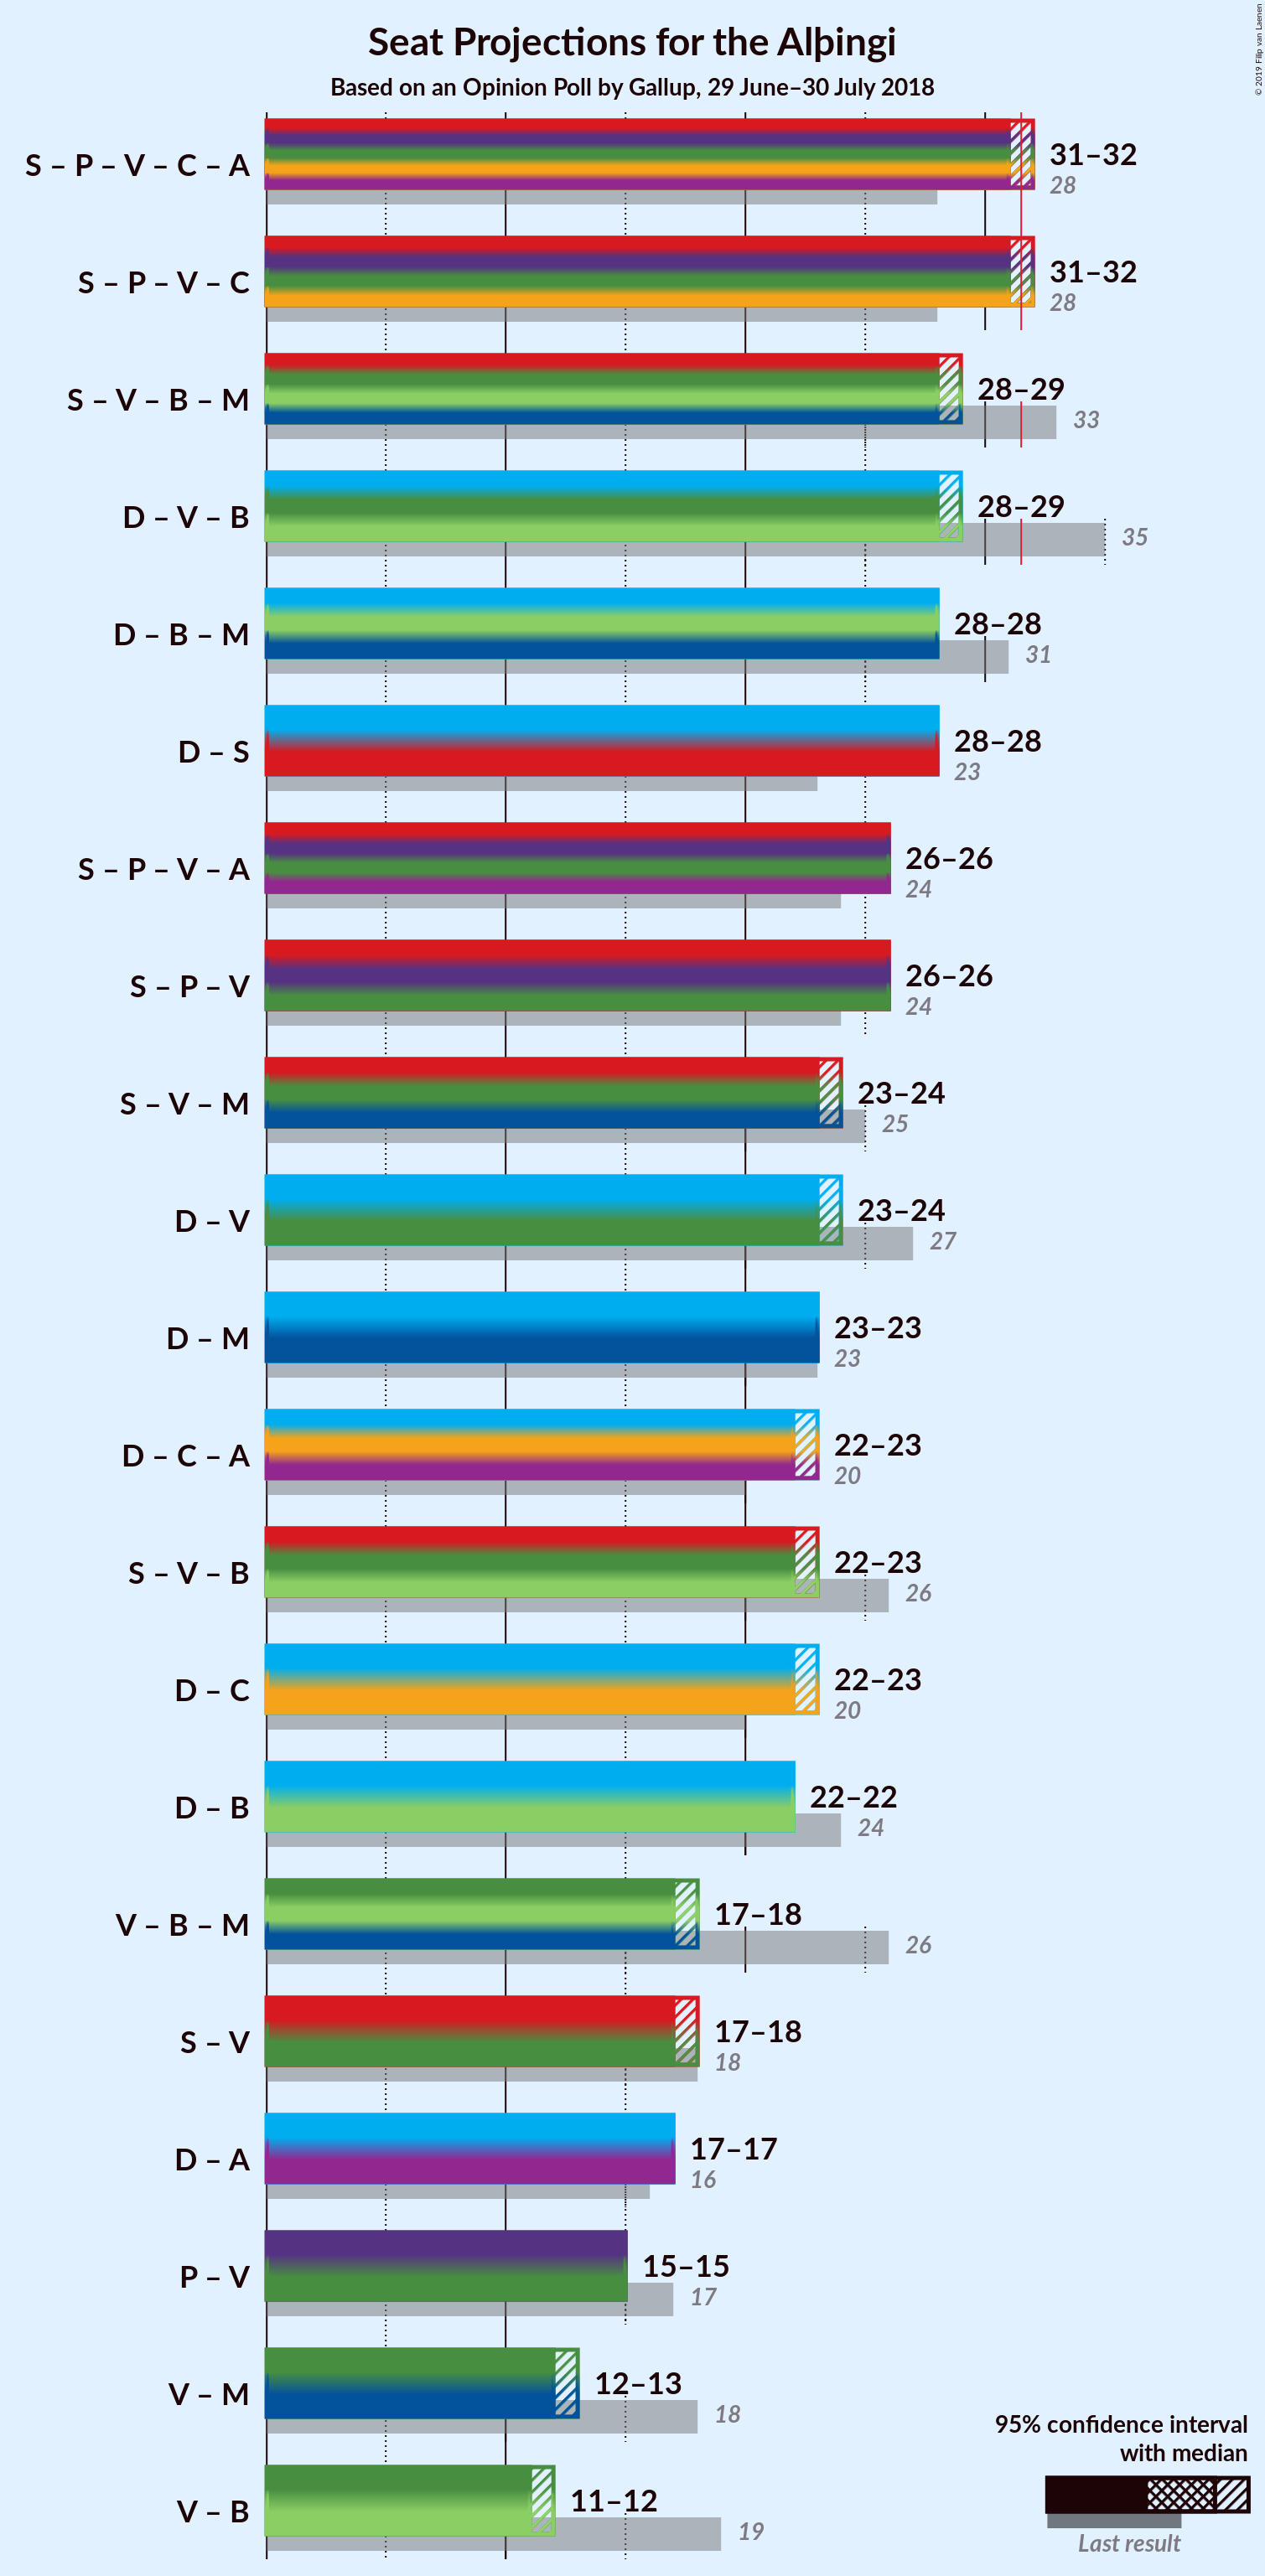 Seat Projections for the Alþingi
Based on an Opinion Poll by Gallup, 29 June–30 July 2018
© 2019 Filip van Laenen
S – P – V – C – A
31–32
28
S – P – V – C
31–32
28
S – V – B – M
28–29
33
D – V – B
28–29
35
D – B – M
28–28
31
D – S
28–28
23
S – P – V – A
26–26
24
S – P – V
26–26
24
S – V – M
23–24
25
D – V
23–24
27
D – M
23–23
23
D – C – A
22–23
20
S – V – B
22–23
26
D – C
22–23
20
D – B
22–22
24
V – B – M
17–18
26
S – V
17–18
18
D – A
17–17
16
P – V
15–15
17
V – M
12–13
18
V – B
11–12
19
95% confidence interval
with median
Last result